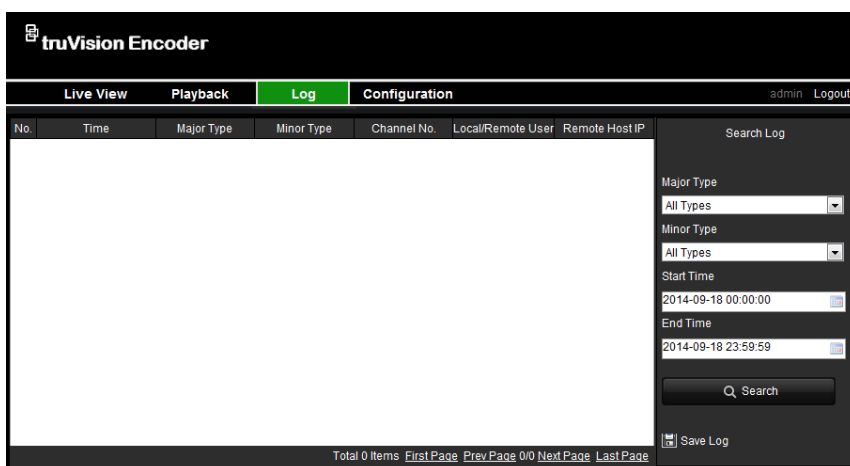 truVision Encoder
Live View Playback Log Configuration admin Logout
No. Time Major Type Minor Type Channel No. Local/Remote User Remote Host IP
Search Log
Major Type
All Types
Minor Type
All Types
Start Time
2014-09-18 00:00:00
End Time
2014-09-18 23:59:59
Search
Save Log
Total 0 Items First Page Prev Page 0/0 Next Page Last Page